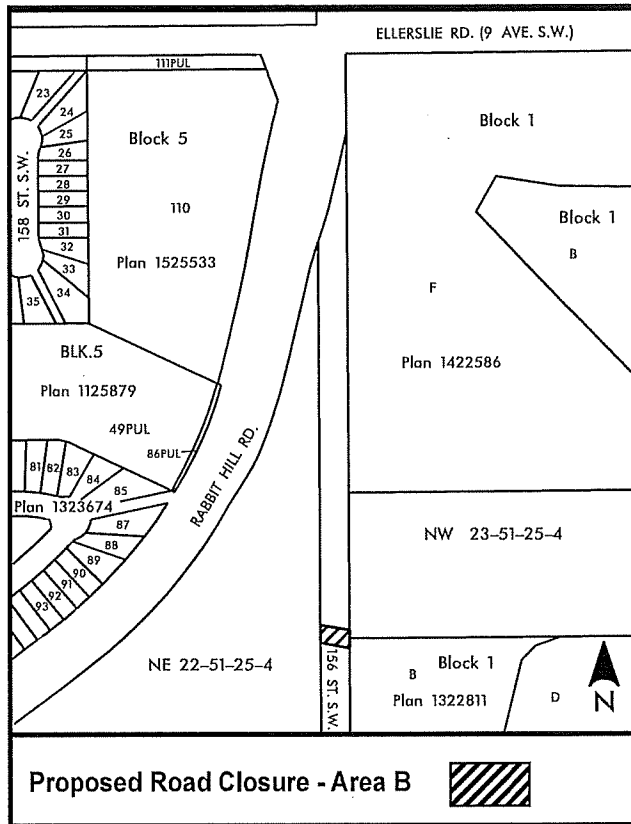 ELLERSLIE RD. (9 AVE. S.W.)
111PUL
23
24
25
26
27
28
29
30
31
32
33
34
35
158 ST. S.W.
Block 5
110
Plan 1525533
Block 1
Block 1
B
F
Plan 1422586
BLK.5
Plan 1125879
49PUL
86PUL
RABBIT HILL RD.
81
82
83
84
85
Plan 1323674
87
88
89
90
91
92
93
NW 23-51-25-4
NE 22-51-25-4
156 ST. S.W.
B
Block 1
Plan 1322811
D
N
Proposed Road Closure - Area B